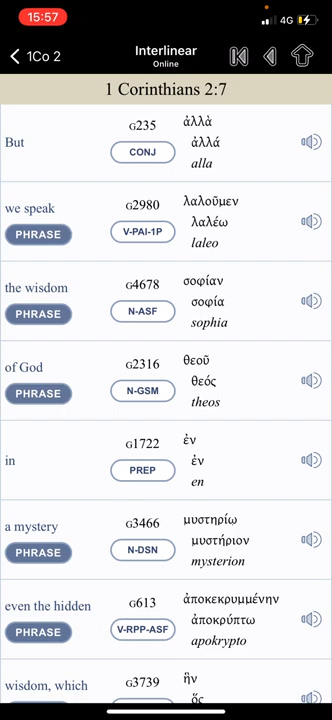 15:57
4G
1Co 2
Interlinear
Online
1 Corinthians 2:7
But
G235
CONJ
ἀλλὰ
ἀλλά
alla
we speak
PHRASE
G2980
V-PAI-1P
λαλοῦμεν
λαλέω
laleo
the wisdom
PHRASE
G4678
N-ASF
σοφίαν
σοφία
sophia
of God
PHRASE
G2316
N-GSM
θεοῦ
θεός
theos
in
G1722
PREP
ἐν
ἐν
en
a mystery
PHRASE
G3466
N-DSN
μυστηρίῳ
μυστήριον
mysterion
even the hidden
PHRASE
G613
V-RPP-ASF
ἀποκεκρυμμένην
ἀποκρύπτω
apokrypto
wisdom, which
G3739
ἣν
ὅς